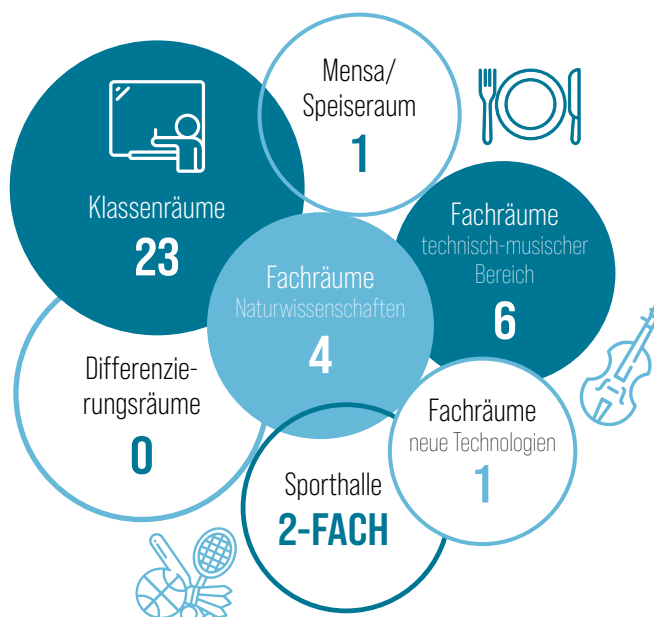 Mensa/
Speiseraum
1
Klassenräume
23
Fachräume
technisch-musischer
Bereich
6
Fachräume
Naturwissenschaften
4
Differenzie-
rungsräume
0
Fachräume
neue Technologien
1
Sporthalle
2-FACH